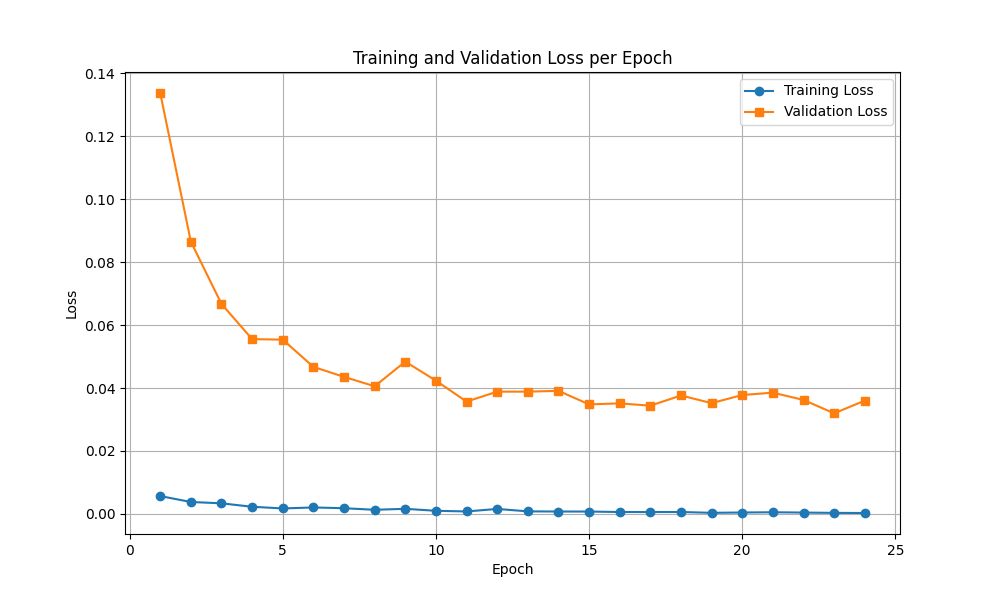 Training and Validation Loss per Epoch
Training Loss
Validation Loss
0.14
0.12
0.10
0.08
0.06
0.04
0.02
0.00
Loss
0 5 10 15 20 25
Epoch